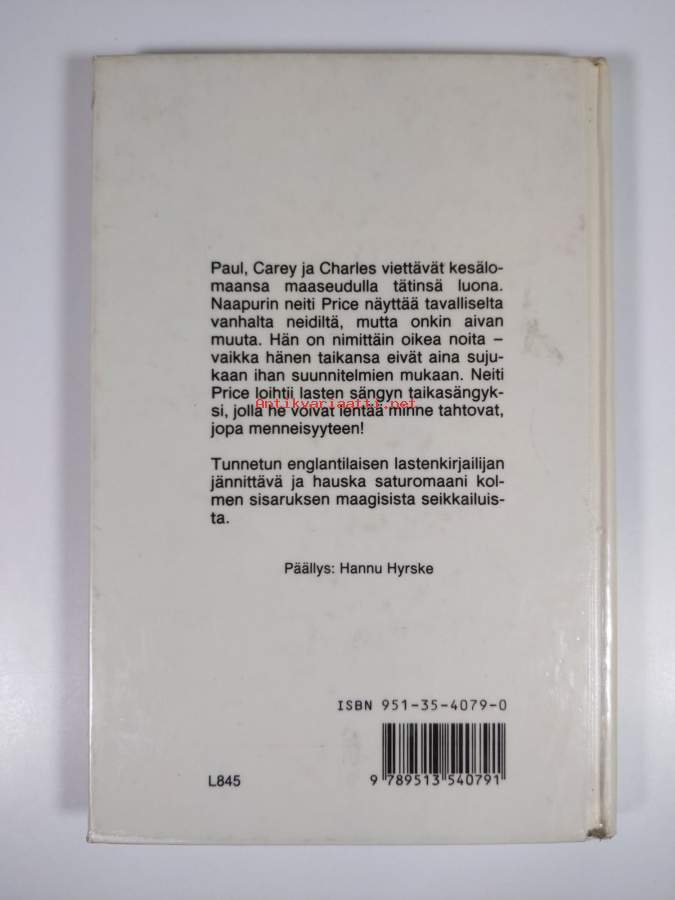 Paul, Carey ja Charles viettävät kesälo-
maansa maaseudulla tätinsä luona.
Naapurin neiti Price näyttää tavalliselta
vanhalta neidiltä, mutta onkin aivan
muuta. Hän on nimittäin oikea noita –
vaikka hänen taikansa eivät aina suju-
kaan ihan suunnitelmien mukaan. Neiti
Price loihtii lasten sängyn taikasängyk-
Antikvariaatti.net
si, jolla he voivat lentää minne tahtovat,
jopa menneisyyteen!
Tunnetun englantilaisen lastenkirjailijan
jännittävä ja hauska saturomaani kol-
men sisaruksen maagisista seikkailuis-
ta.
Päällys: Hannu Hyrske
ISBN 951-35-4079-0
9 789513 540791
L845